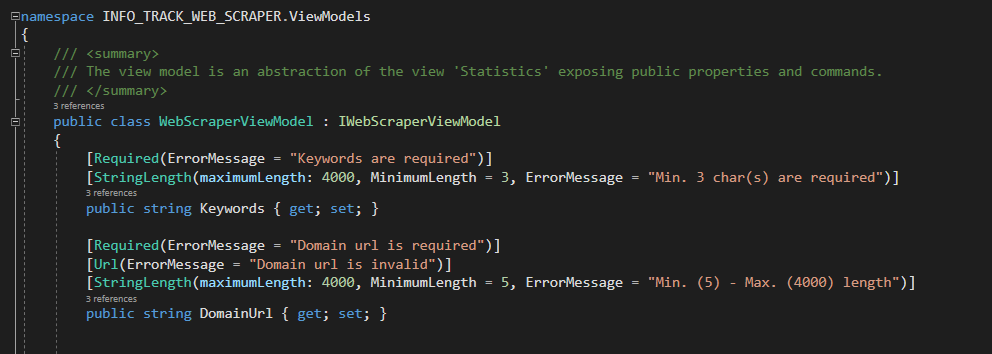 namespace INFO_TRACK_WEB_SCRAPER.ViewModels
{
/// <summary>
/// The view model is an abstraction of the view 'Statistics' exposing public properties and commands.
/// </summary>
3 references
public class WebScraperViewModel : IWebScraperViewModel
{
[Required(ErrorMessage = "Keywords are required")]
[StringLength(maximumLength: 4000, MinimumLength = 3, ErrorMessage = "Min. 3 char(s) are required")]
3 references
public string Keywords { get; set; }
[Required(ErrorMessage = "Domain url is required")]
[Url(ErrorMessage = "Domain url is invalid")]
[StringLength(maximumLength: 4000, MinimumLength = 5, ErrorMessage = "Min. (5) - Max. (4000) length")]
3 references
public string DomainUrl { get; set; }